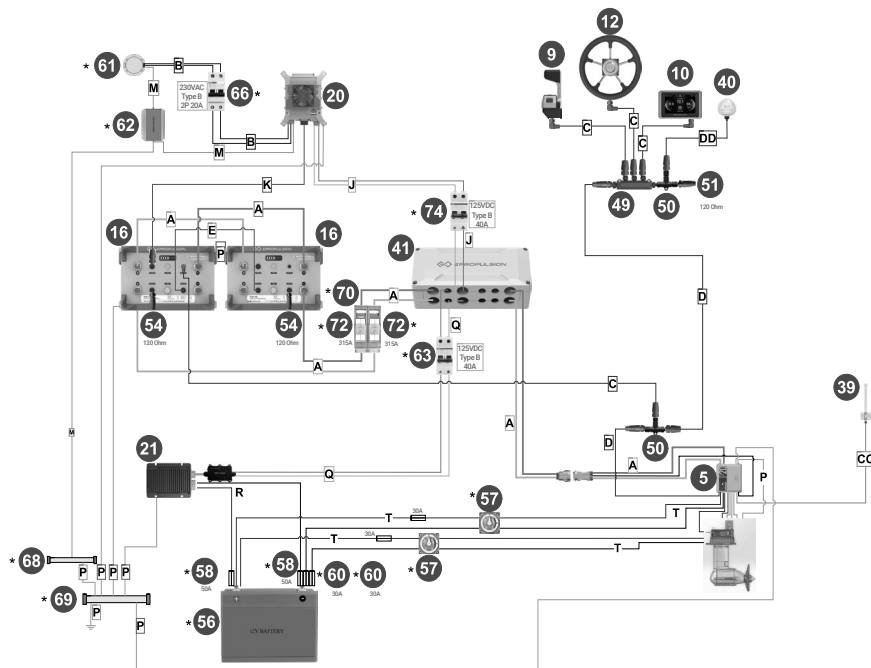 12
9
10
40
* 61
B
230VAC
Type B
2P 20A
66 *
20
M
* 62
B
M
C
C
C
DD
49
50
51
120 Ohm
K
J
* 74
125VDC
Type B
40A
J
A
A
E
16
P
16
41
EPROPULSION
A
* 70
* 72
72 *
315A
315A
54
120 Ohm
54
120 Ohm
A
Q
* 63
125VDC
Type B
40A
D
C
39
M
A
50
D
A
5
P
CC
21
Q
R
* 57
T
30A
T
T
30A
T
* 57
* 68
P
P
P
P
* 58
50A
* 58
50A
* 60
30A
* 60
30A
* 69
P
P
* 56
12V BATTERY